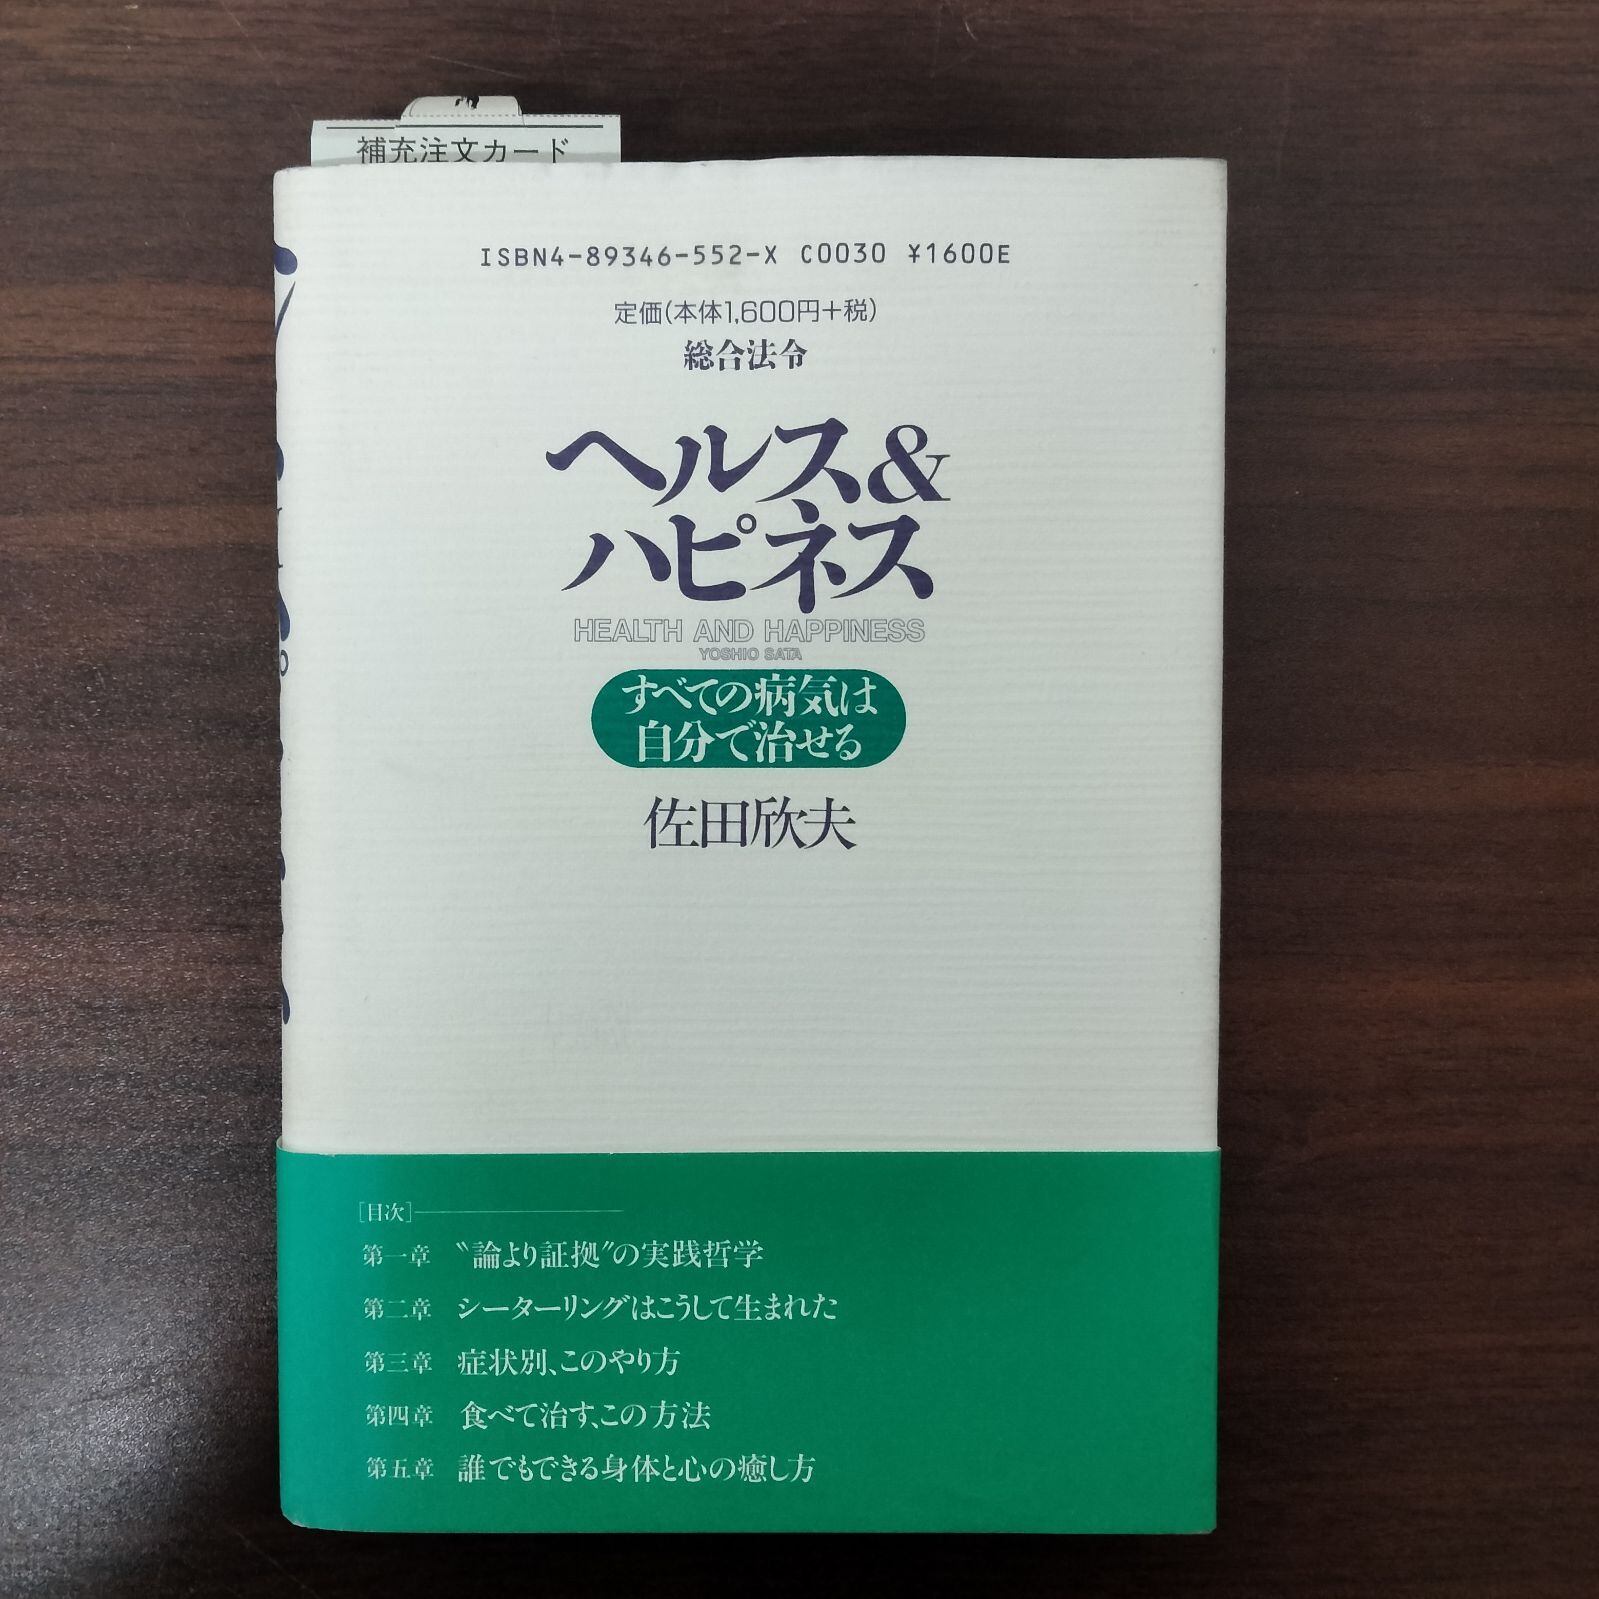 補充注文カード
ISBN4-89346-552-X C0030 ¥1600E
定価(本体1,600円+税)
総合法令
ヘルス&
ハピネス
HEALTH AND HAPPINESS
YOSHIO SATA
すべての病気は
自分で治せる
佐田欣夫
[目次]
第一章 〝論より証拠〟の実践哲学
第二章 シーターリングはこうして生まれた
第三章 症状別、このやり方
第四章 食べて治す、この方法
第五章 誰でもできる身体と心の癒し方